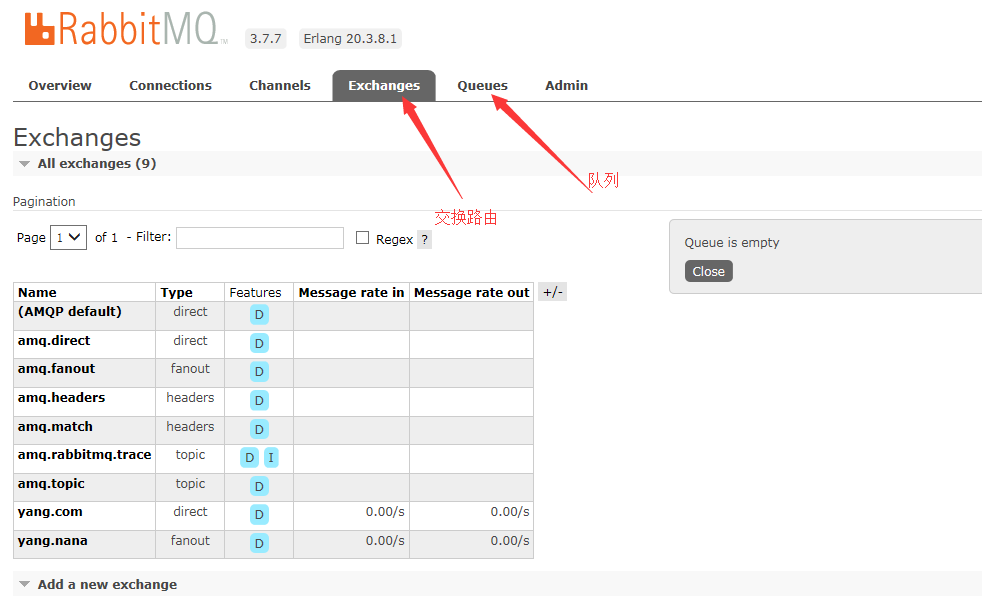 RabbitMQ TM 3.7.7 Erlang 20.3.8.1
Overview Connections Channels Exchanges Queues Admin
Exchanges
All exchanges (9)
队列
Pagination
交换路由
Page 1 of 1 - Filter: Regex ?
Queue is empty
Close
Name Type Features Message rate in Message rate out +/-
(AMQP default) direct D
amq.direct direct D
amq.fanout fanout D
amq.headers headers D
amq.match headers D
amq.rabbitmq.trace topic D I
amq.topic topic D
yang.com direct D 0.00/s 0.00/s
yang.nana fanout D 0.00/s 0.00/s
Add a new exchange